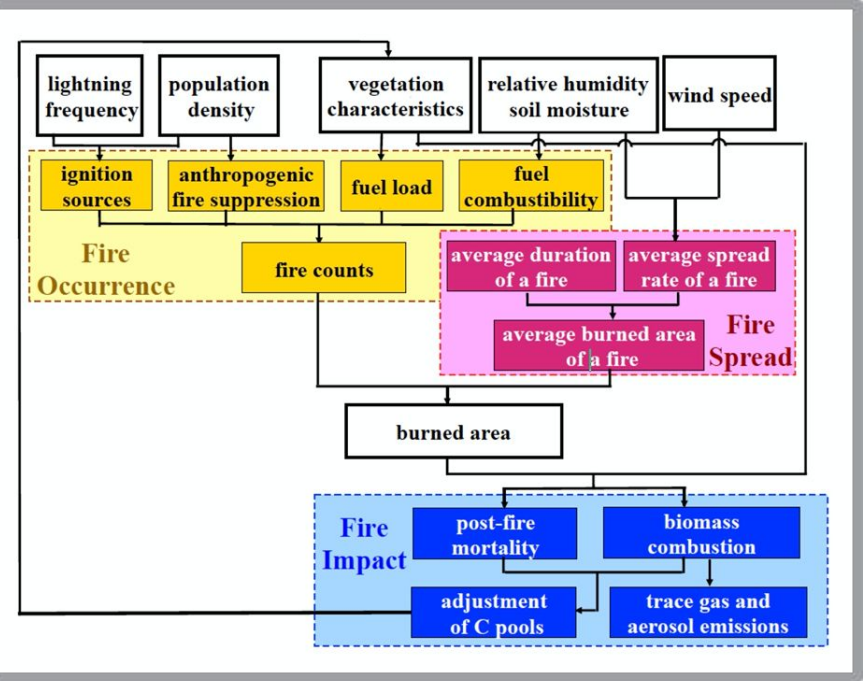 lightning
frequency
population
density
vegetation
characteristics
relative humidity
soil moisture
wind speed
ignition
sources
anthropogenic
fire suppression
fuel load
fuel
combustibility
Fire
Occurrence
fire counts
average duration
of a fire
average spread
rate of a fire
average burned area
of a fire
Fire
Spread
burned area
Fire
Impact
post-fire
mortality
biomass
combustion
adjustment
of C pools
trace gas and
aerosol emissions